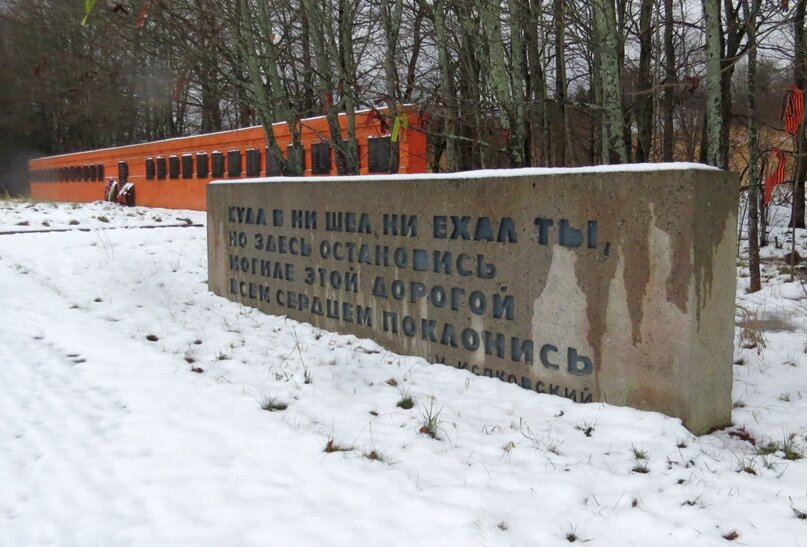 КУДА Б НИ ШЕЛ, НИ ЕХАЛ ТЫ,
НО ЗДЕСЬ ОСТАНОВИСЬ
МОГИЛЕ ЭТОЙ ДОРОГОЙ
ВСЕМ СЕРДЦЕМ ПОКЛОНИСЬ
М. ИСАКОВСКИЙ